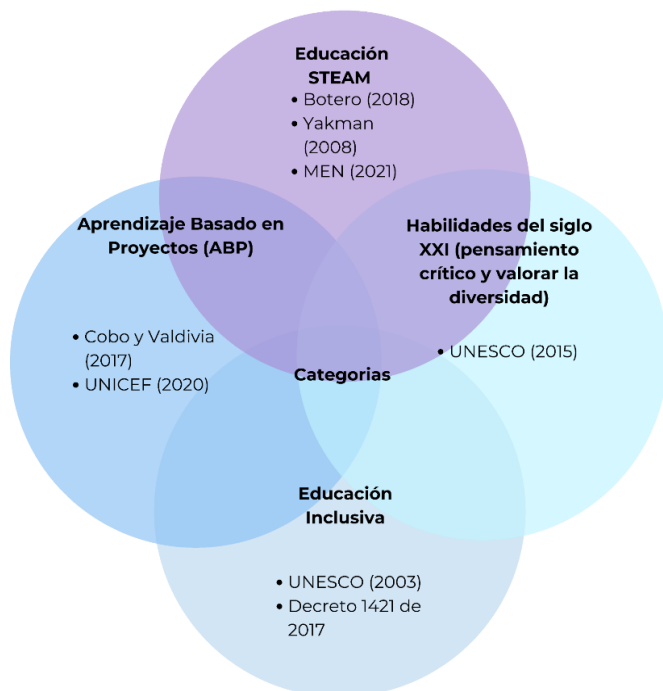 Educación
STEAM
• Botero (2018)
• Yakman
(2008)
• MEN (2021)
Aprendizaje Basado en
Proyectos (ABP)
• Cobo y Valdivia
(2017)
• UNICEF (2020)
Habilidades del siglo
XXI (pensamiento
crítico y valorar la
diversidad)
• UNESCO (2015)
Categorias
Educación
Inclusiva
• UNESCO (2003)
• Decreto 1421 de
2017